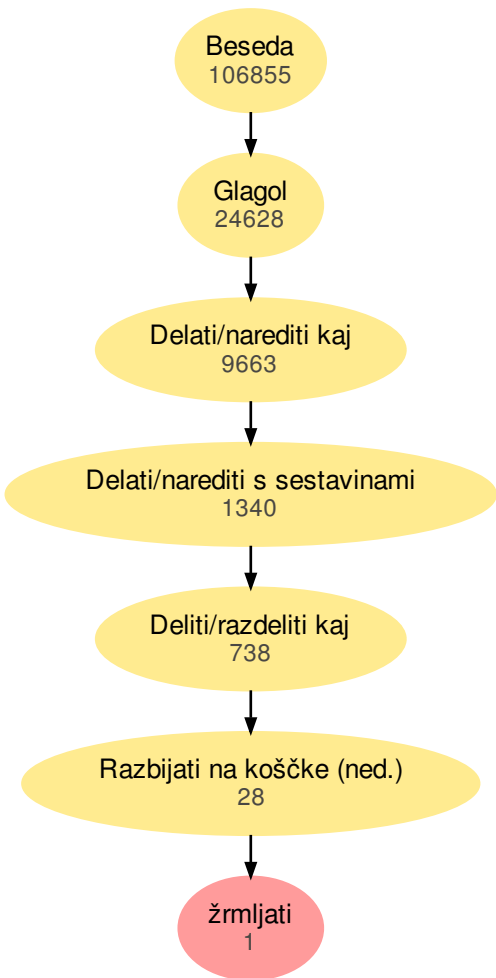 Beseda
106855
Glagol
24628
Delati/narediti kaj
9663
Delati/narediti s sestavinami
1340
Deliti/razdeliti kaj
738
Razbijati na koščke (ned.)
28
žrmljati
1